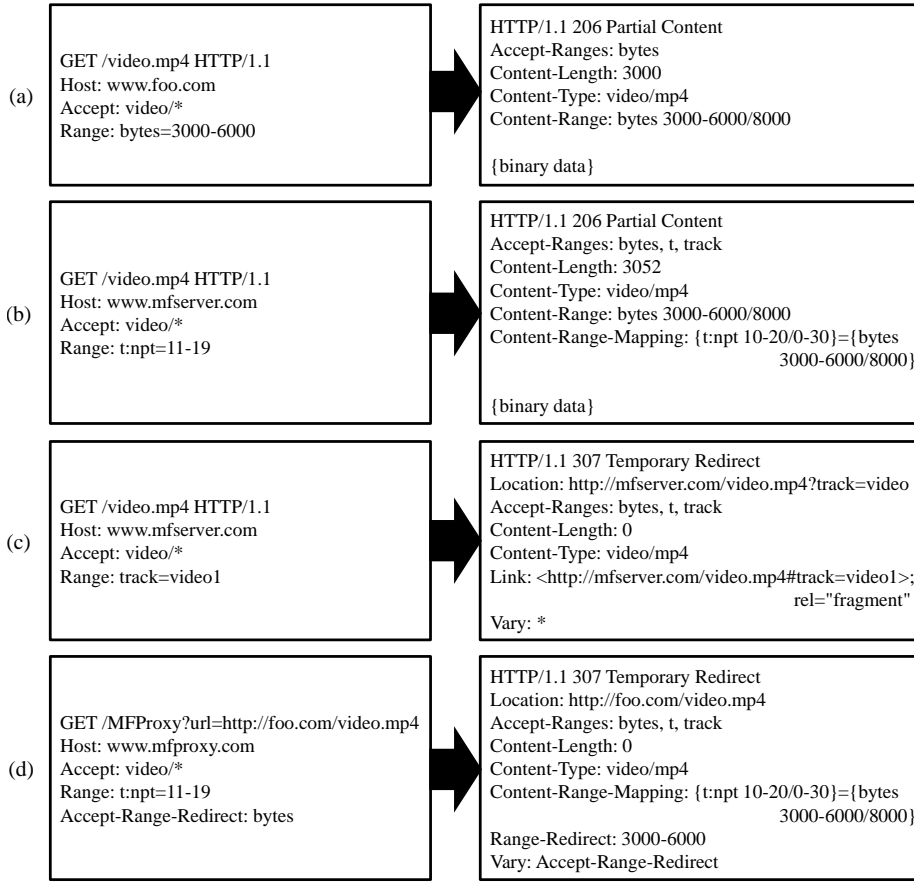 (a)
GET /video.mp4 HTTP/1.1
Host: www.foo.com
Accept: video/*
Range: bytes=3000-6000
HTTP/1.1 206 Partial Content
Accept-Ranges: bytes
Content-Length: 3000
Content-Type: video/mp4
Content-Range: bytes 3000-6000/8000
{binary data}
(b)
GET /video.mp4 HTTP/1.1
Host: www.mfserver.com
Accept: video/*
Range: t:npt=11-19
HTTP/1.1 206 Partial Content
Accept-Ranges: bytes, t, track
Content-Length: 3052
Content-Type: video/mp4
Content-Range: bytes 3000-6000/8000
Content-Range-Mapping: {t:npt 10-20/0-30}={bytes
3000-6000/8000}
{binary data}
(c)
GET /video.mp4 HTTP/1.1
Host: www.mfserver.com
Accept: video/*
Range: track=video1
HTTP/1.1 307 Temporary Redirect
Location: http://mfserver.com/video.mp4?track=video
Accept-Ranges: bytes, t, track
Content-Length: 0
Content-Type: video/mp4
Link: <http://mfserver.com/video.mp4#track=video1>;
rel="fragment"
Vary: *
(d)
GET /MFProxy?url=http://foo.com/video.mp4
Host: www.mfproxy.com
Accept: video/*
Range: t:npt=11-19
Accept-Range-Redirect: bytes
HTTP/1.1 307 Temporary Redirect
Location: http://foo.com/video.mp4
Accept-Ranges: bytes, t, track
Content-Length: 0
Content-Type: video/mp4
Content-Range-Mapping: {t:npt 10-20/0-30}={bytes
3000-6000/8000}
Range-Redirect: 3000-6000
Vary: Accept-Range-Redirect